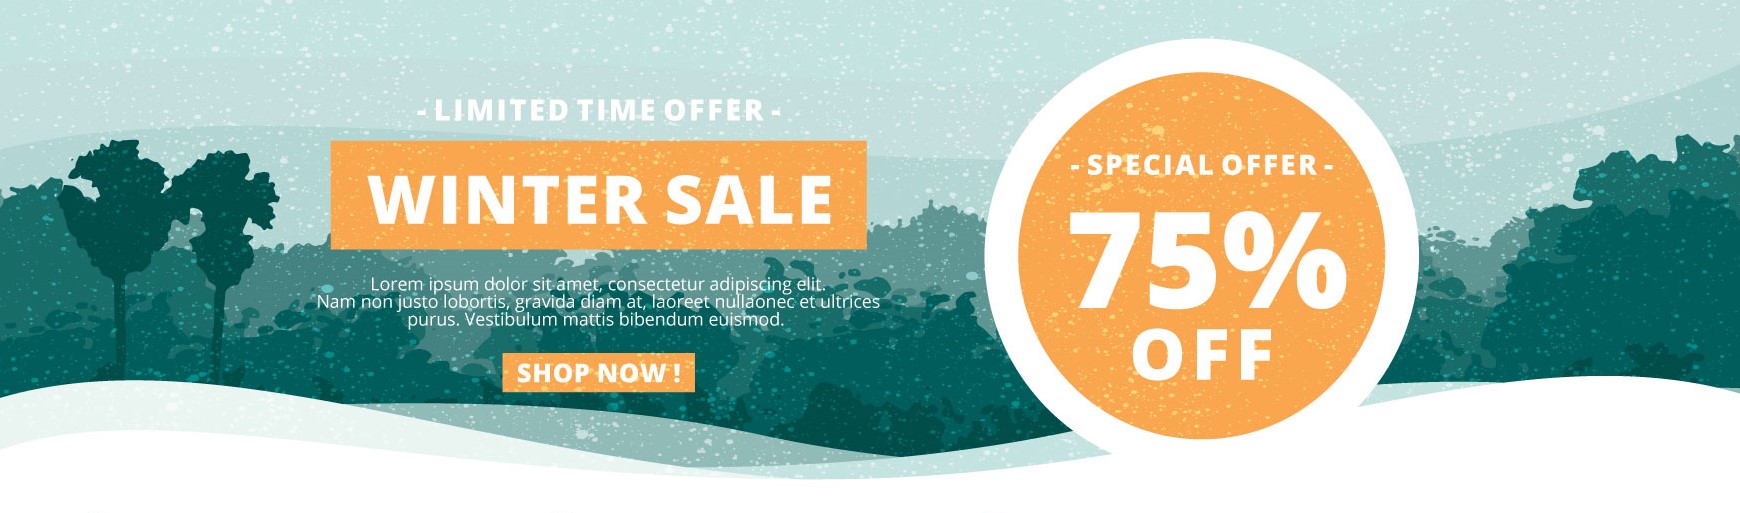 - LIMITED TIME OFFER -
WINTER SALE
Lorem ipsum dolor sit amet, consectetur adipiscing elit.
Nam non justo lobortis, gravida diam at, laoreet nullaonec et ultrices
purus. Vestibulum mattis bibendum euismod.
SHOP NOW !
- SPECIAL OFFER -
75%
OFF